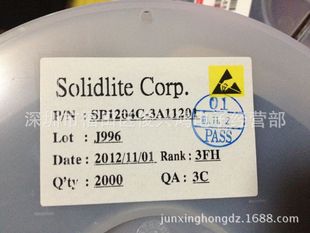 Solidlite Corp.
P/N : SP1204C-3A11201
Lot : J996
Date : 2012/11/01 Rank : 3FH
Q'ty : 2000 QA : 3C
01
PASS
junxinghongdz.1688.com